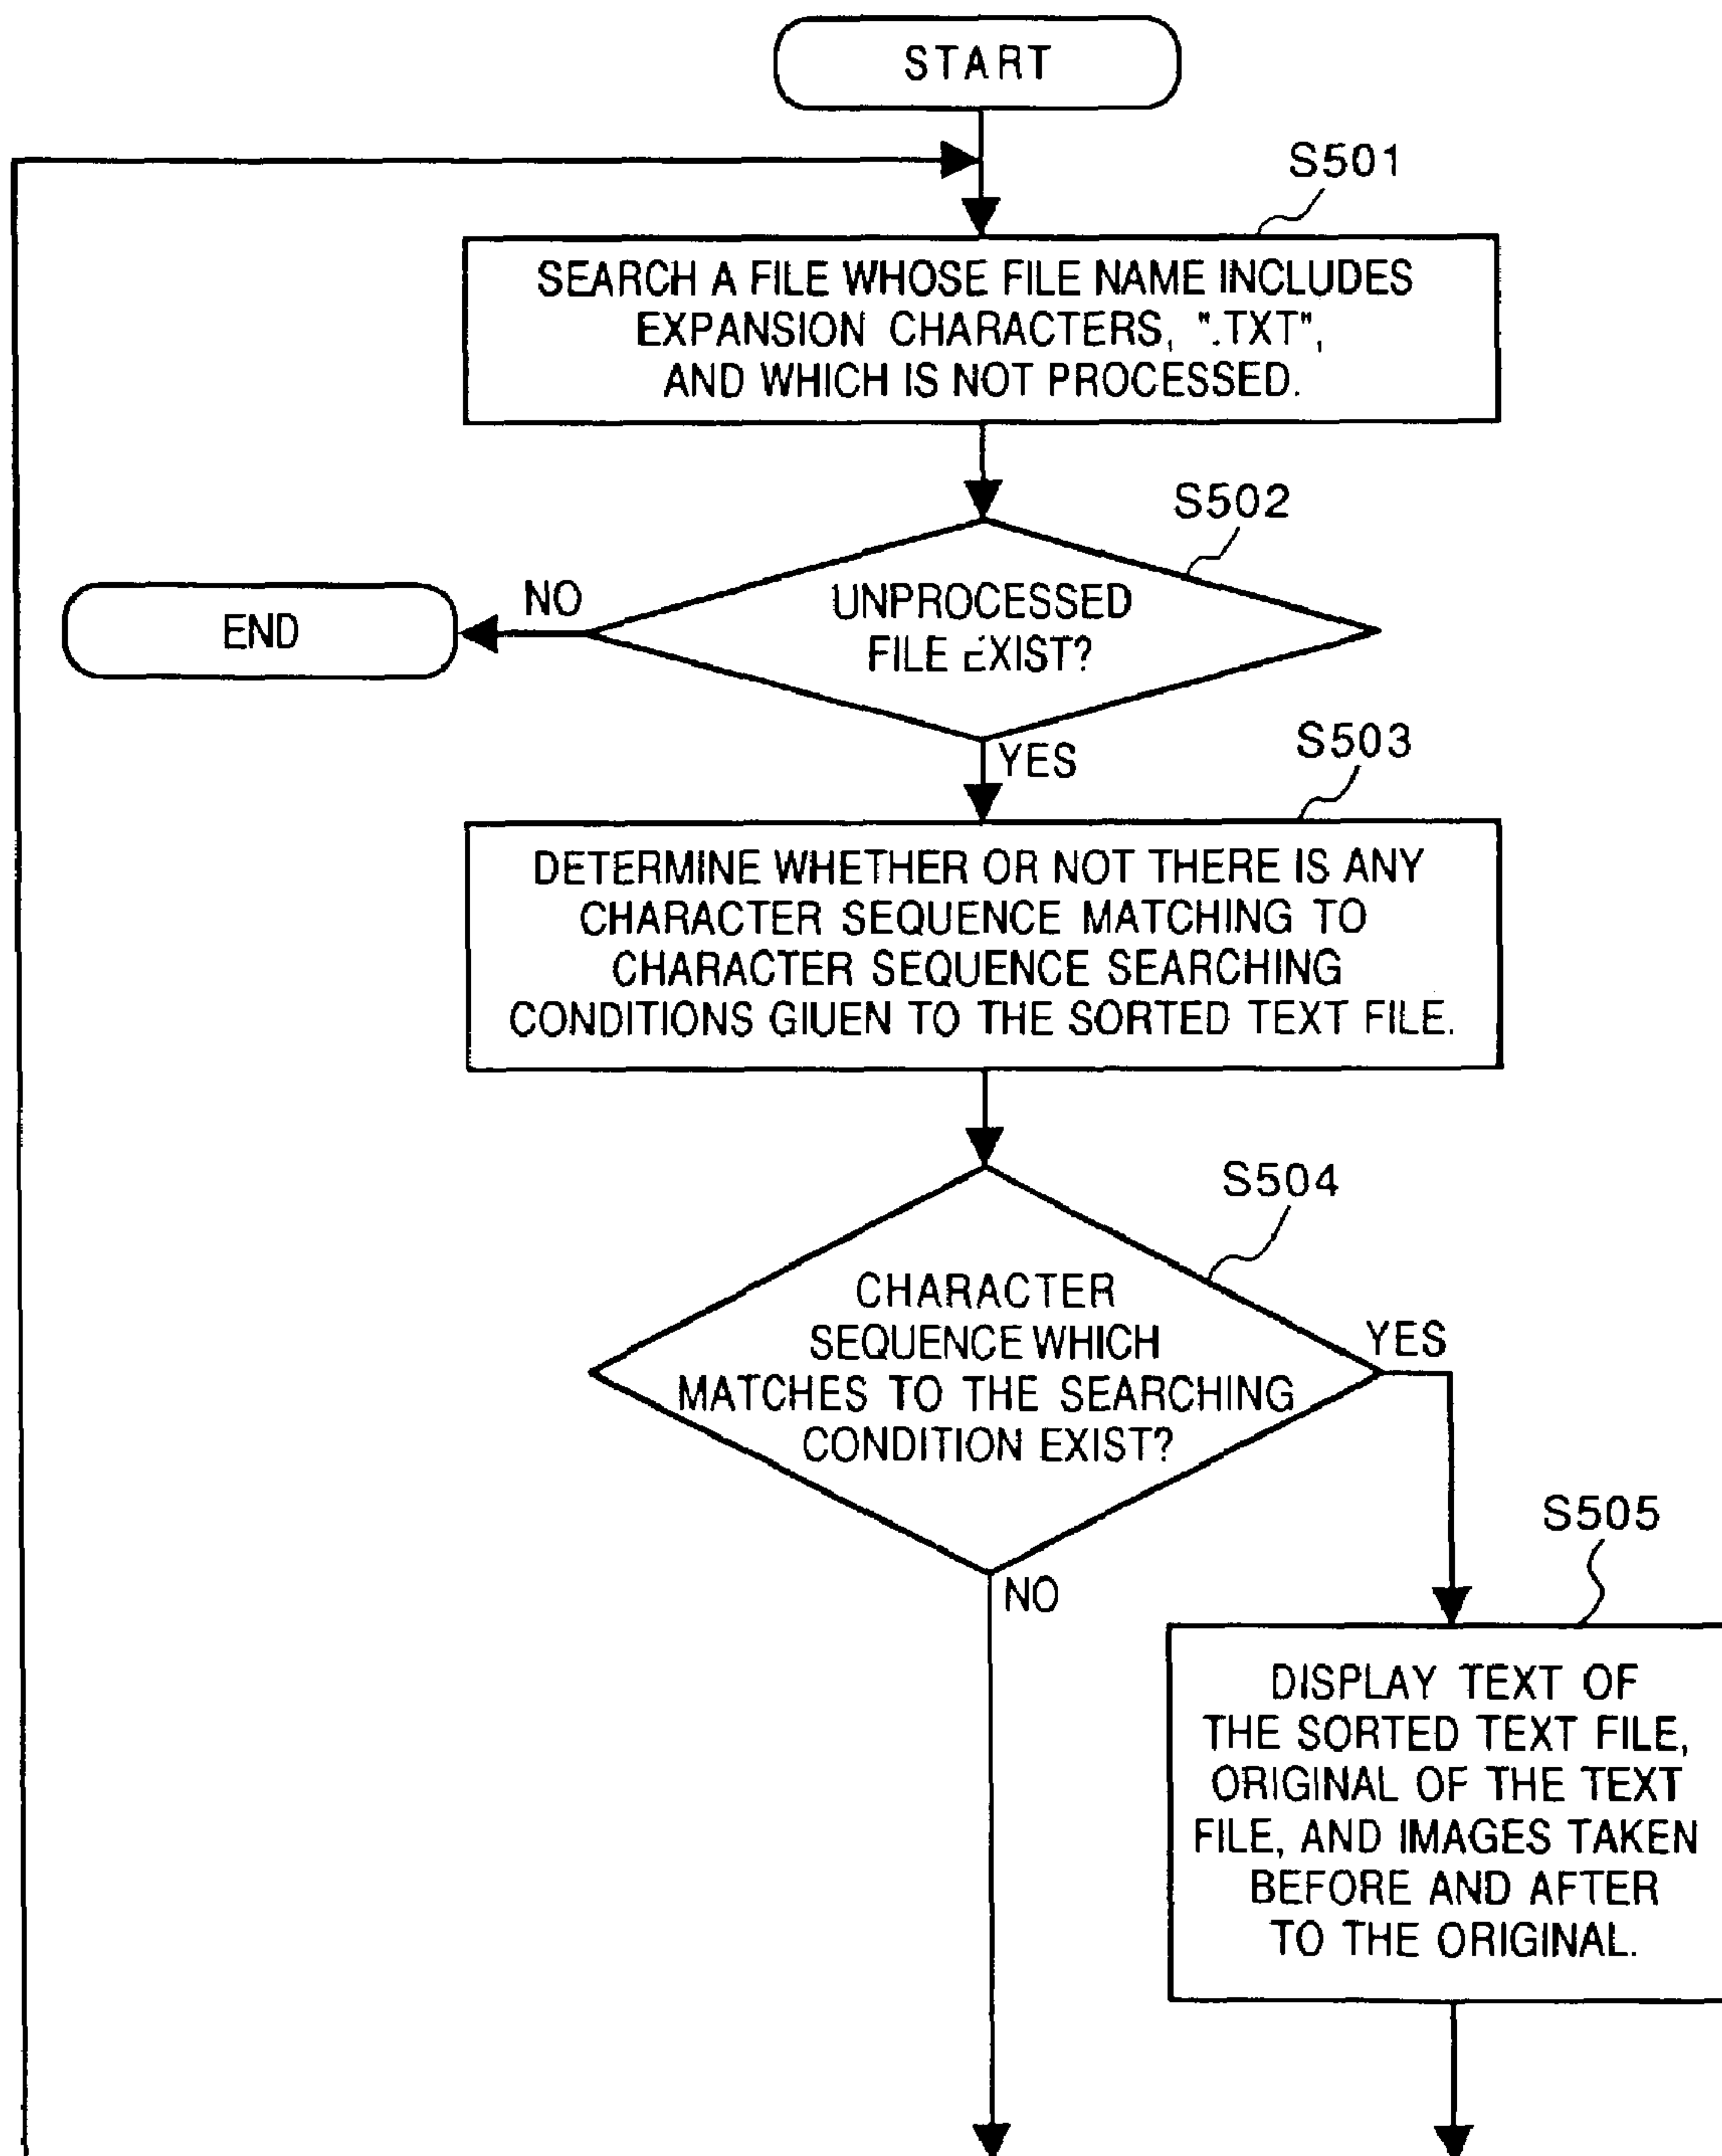 START
S501
SEARCH A FILE WHOSE FILE NAME INCLUDES
EXPANSION CHARACTERS, ".TXT",
AND WHICH IS NOT PROCESSED.
S502
UNPROCESSED
FILE EXIST?
NO
END
YES
S503
DETERMINE WHETHER OR NOT THERE IS ANY
CHARACTER SEQUENCE MATCHING TO
CHARACTER SEQUENCE SEARCHING
CONDITIONS GIUEN TO THE SORTED TEXT FILE.
S504
CHARACTER
SEQUENCE WHICH
MATCHES TO THE SEARCHING
CONDITION EXIST?
YES
NO
S505
DISPLAY TEXT OF
THE SORTED TEXT FILE,
ORIGINAL OF THE TEXT
FILE, AND IMAGES TAKEN
BEFORE AND AFTER
TO THE ORIGINAL.